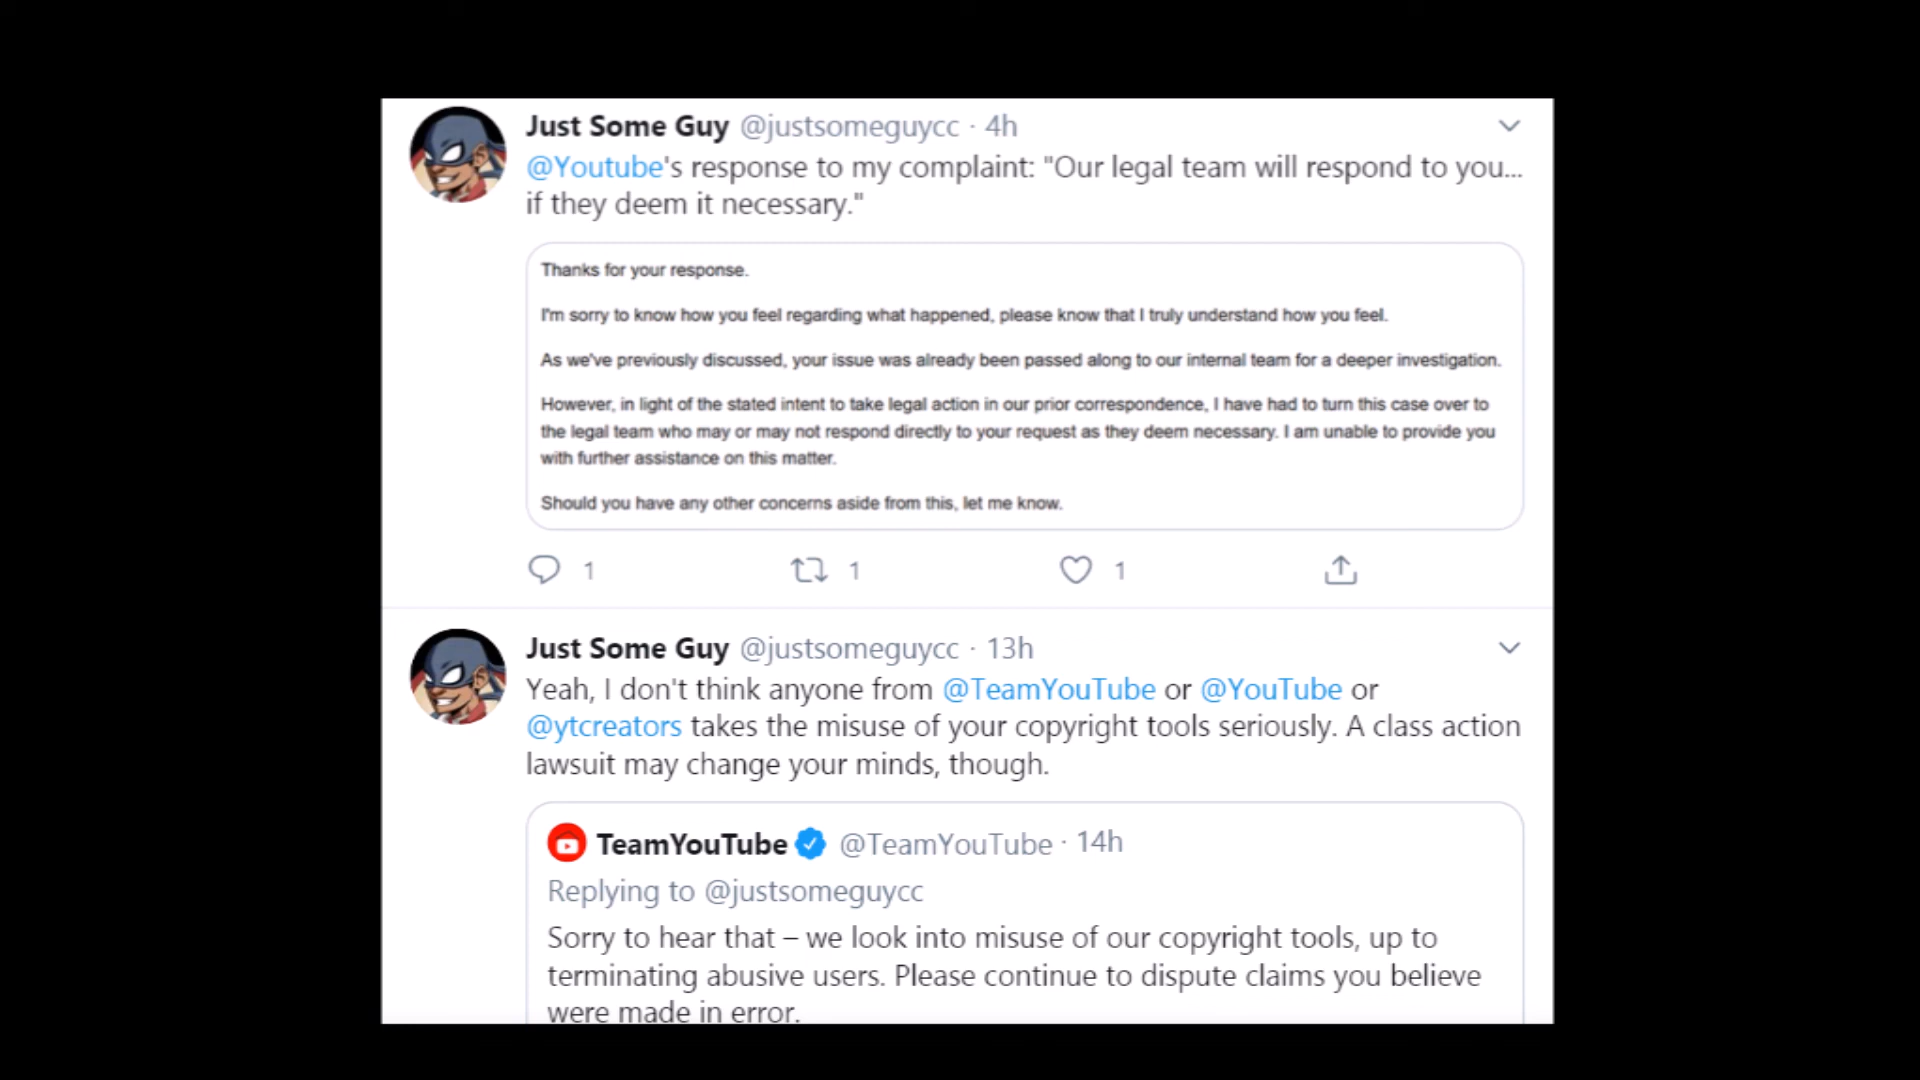 Just Some Guy @justsomeguycc · 4h
@Youtube's response to my complaint: "Our legal team will respond to you...
if they deem it necessary."
Thanks for your response.
I'm sorry to know how you feel regarding what happened, please know that I truly understand how you feel.
As we've previously discussed, your issue was already been passed along to our internal team for a deeper investigation.
However, in light of the stated intent to take legal action in our prior correspondence, I have had to turn this case over to
the legal team who may or may not respond directly to your request as they deem necessary. I am unable to provide you
with further assistance on this matter.
Should you have any other concerns aside from this, let me know.
1 1 1
Just Some Guy @justsomeguycc · 13h
Yeah, I don't think anyone from @TeamYouTube or @YouTube or
@ytcreators takes the misuse of your copyright tools seriously. A class action
lawsuit may change your minds, though.
TeamYouTube @TeamYouTube · 14h
Replying to @justsomeguycc
Sorry to hear that – we look into misuse of our copyright tools, up to
terminating abusive users. Please continue to dispute claims you believe
were made in error.